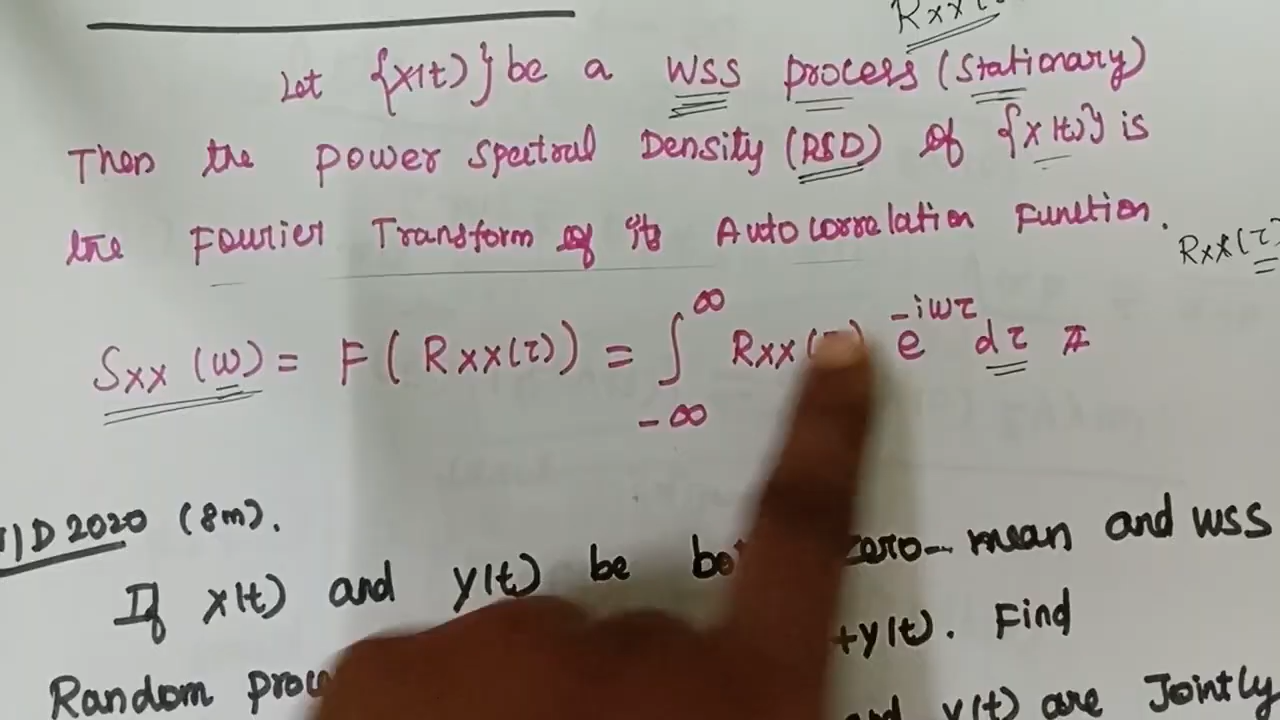 Rxx(
Let {X(t)} be a WSS process (Stationary)
Then the power spectral Density (PSD) of {X(t)} is
the Fourier Transform of its Autocorrelation Function.
Rxx(τ)
Sxx (ω) = F( Rxx(τ)) = ∫_{-∞}^{∞} Rxx(τ) e^{-iωτ} dτ
D 2020 (8m).
If x(t) and y(t) be zero-mean and WSS
Random +y(t). Find
y(t) are Jointly